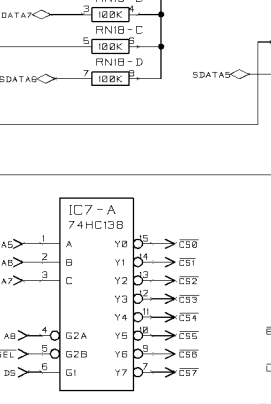 DATA7
3
100K
4
RN18-C
5
100K
6
RN18-D
SDATA6
7
100K
8
SDATA5
IC7-A
74HC138
A5 1 A Y0 15 CS0
A6 2 B Y1 14 CS1
A7 3 C Y2 13 CS2
Y3 12 CS3
Y4 11 CS4
A8 4 G2A Y5 10 CS5
SEL 5 G2B Y6 9 CS6
DS 6 G1 Y7 7 CS7